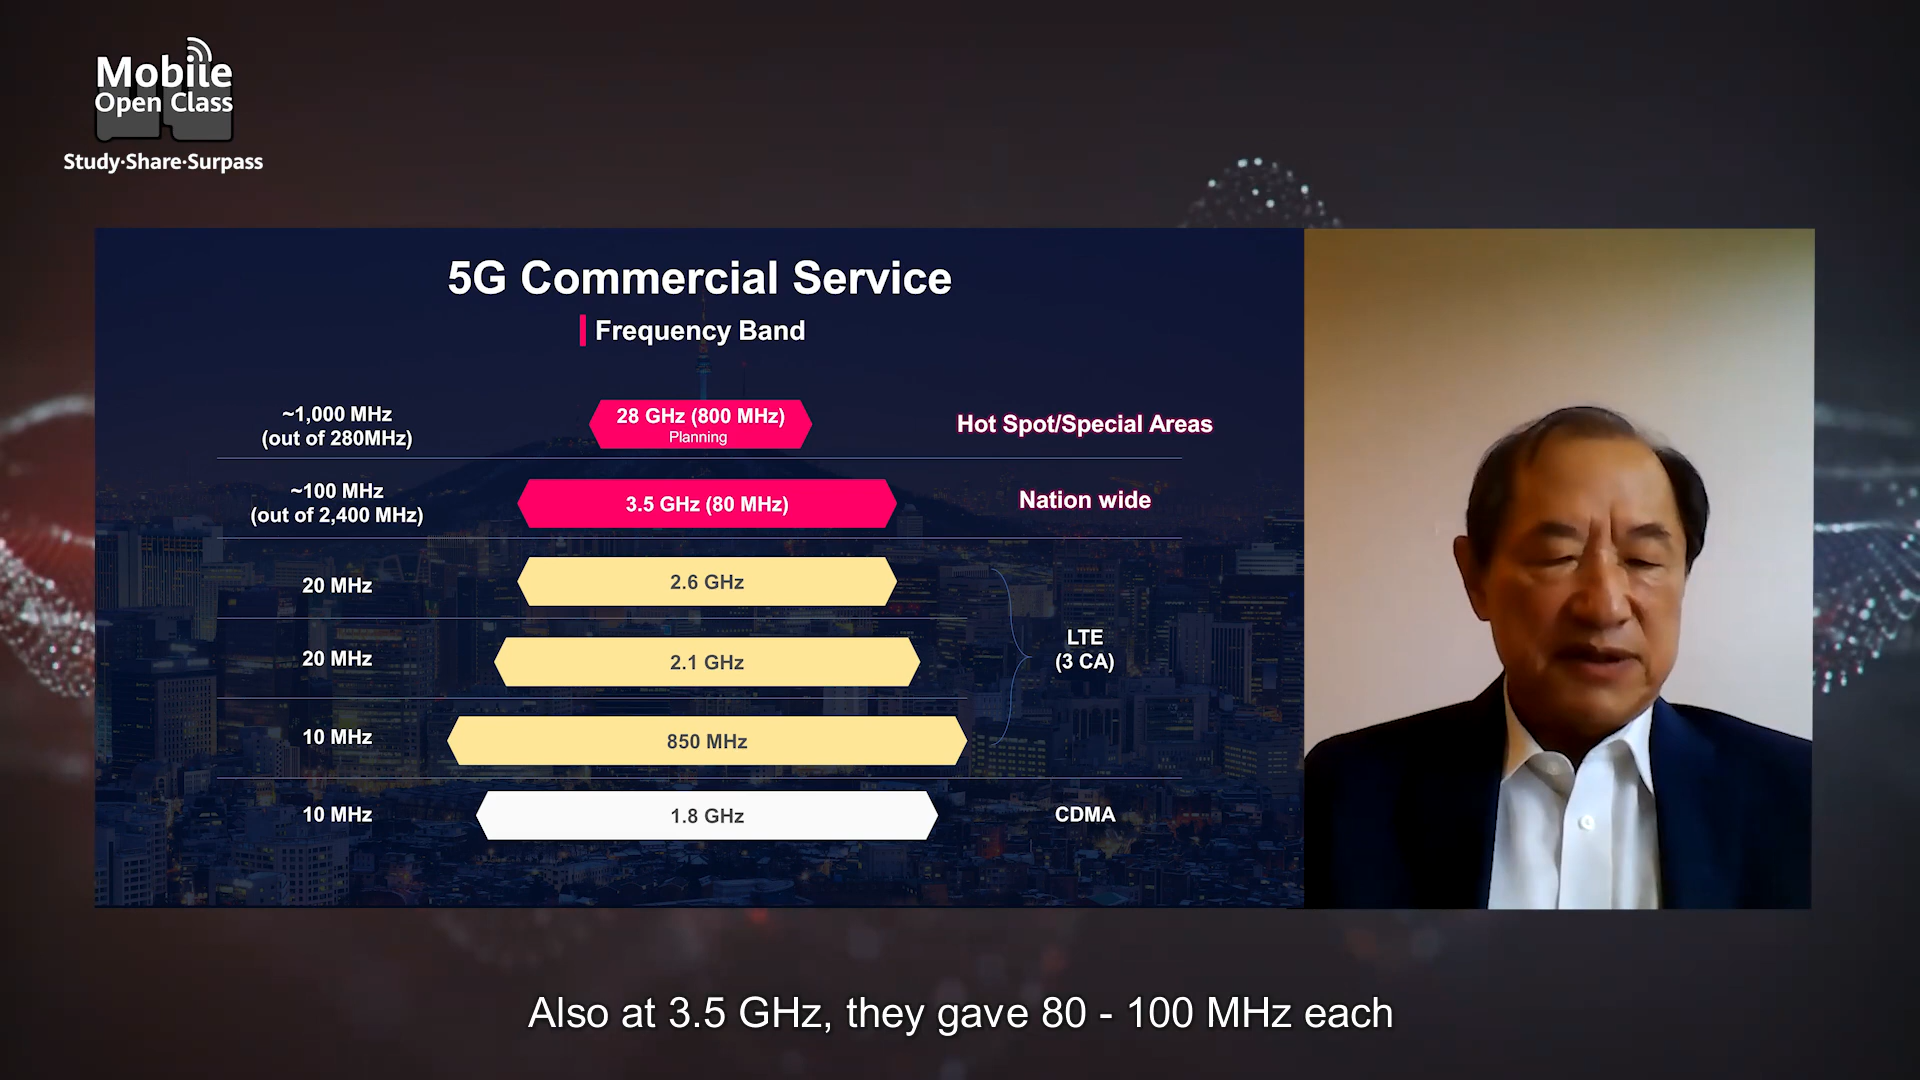 Mobile
Open Class
Study·Share·Surpass
5G Commercial Service
Frequency Band
~1,000 MHz
(out of 280MHz)
28 GHz (800 MHz)
Planning
Hot Spot/Special Areas
~100 MHz
(out of 2,400 MHz)
3.5 GHz (80 MHz)
Nation wide
20 MHz
2.6 GHz
20 MHz
2.1 GHz
LTE
(3 CA)
10 MHz
850 MHz
10 MHz
1.8 GHz
CDMA
Also at 3.5 GHz, they gave 80 - 100 MHz each